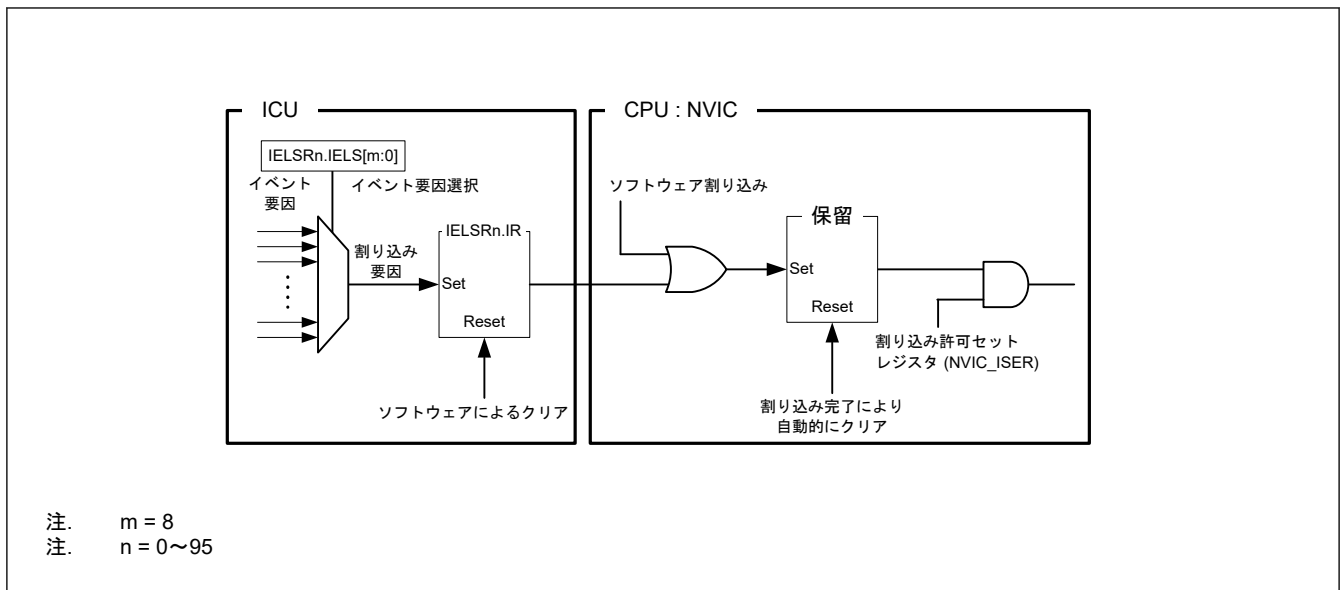 ICU
IELSRn.IELS[m:0]
イベント
要因
イベント要因選択
割り込み
要因
IELSRn.IR
Set
Reset
ソフトウェアによるクリア
CPU : NVIC
ソフトウェア割り込み
保留
Set
Reset
割り込み完了により
自動的にクリア
割り込み許可セット
レジスタ (NVIC_ISER)
注. m = 8
注. n = 0～95